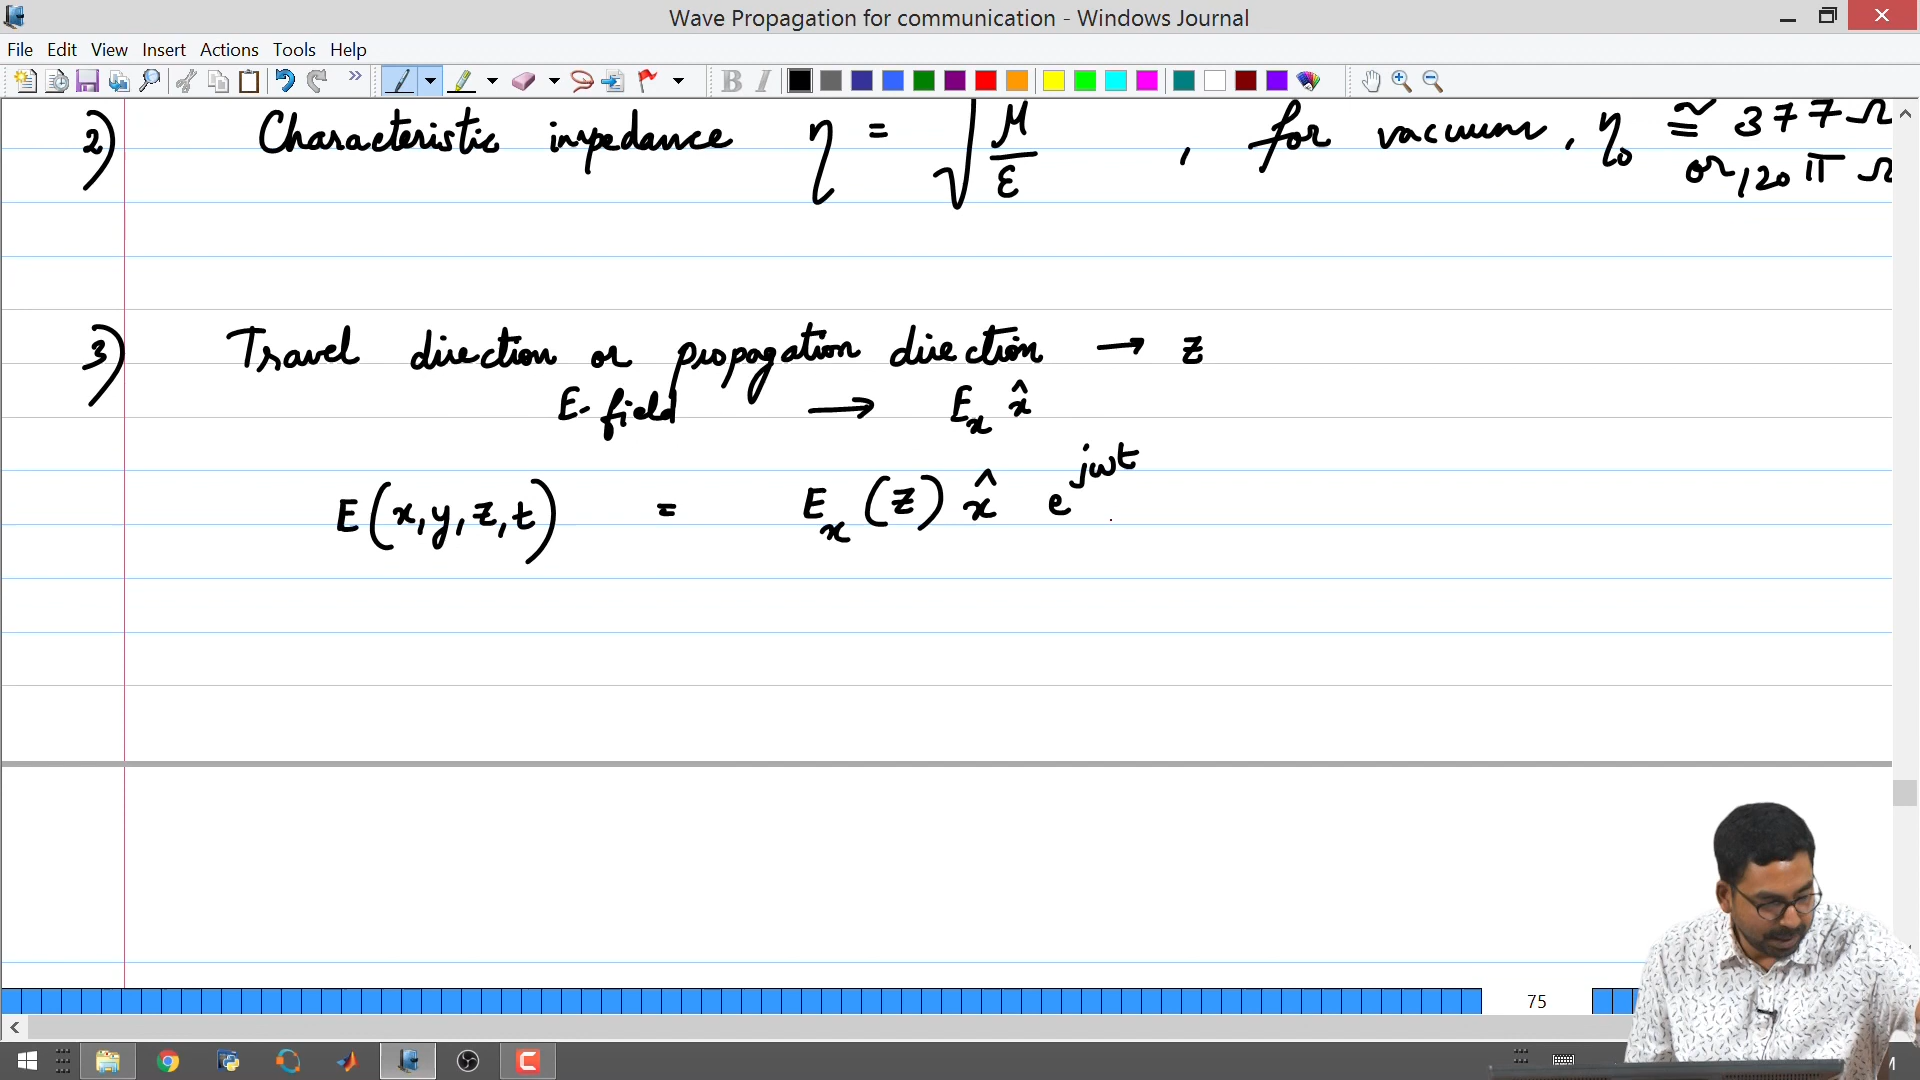 Wave Propagation for communication - Windows Journal
File Edit View Insert Actions Tools Help
B I
2) Characteristic impedance η = √μ/ε , for vacuum, η₀ ≅ 377Ω
or, 120 π Ω
3) Travel direction or propagation direction → z
E-field → Eₓ x̂
E(x,y,z,t) = Eₓ(z) x̂ e^jωt
75